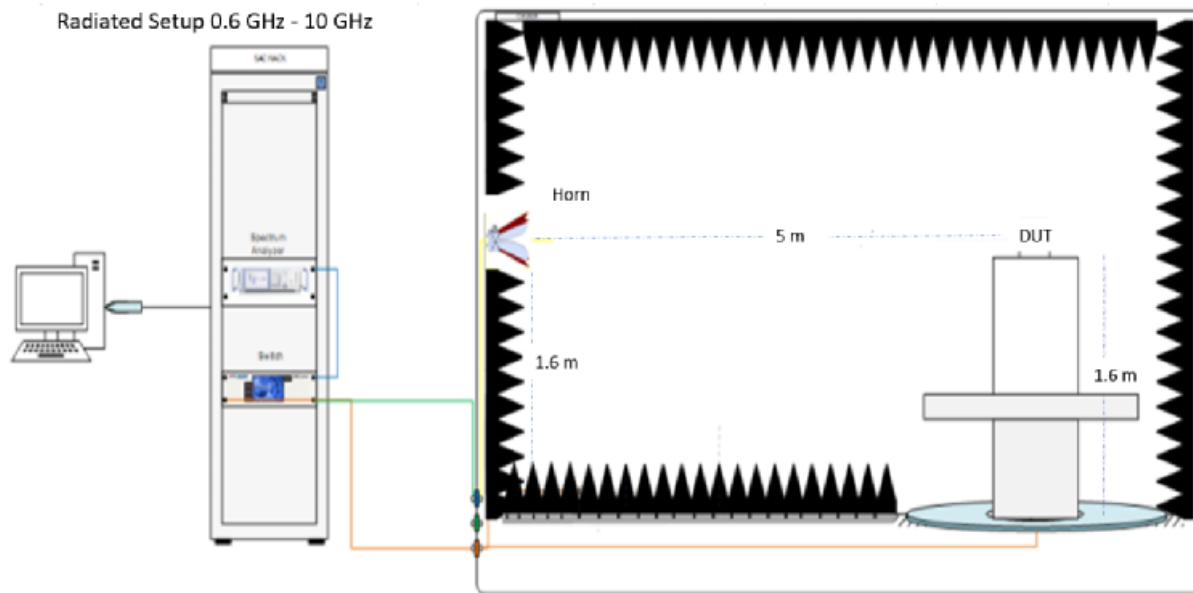 Radiated Setup 0.6 GHz - 10 GHz
Spectrum
Analyzer
Switch
Horn
5 m
DUT
1.6 m
1.6 m